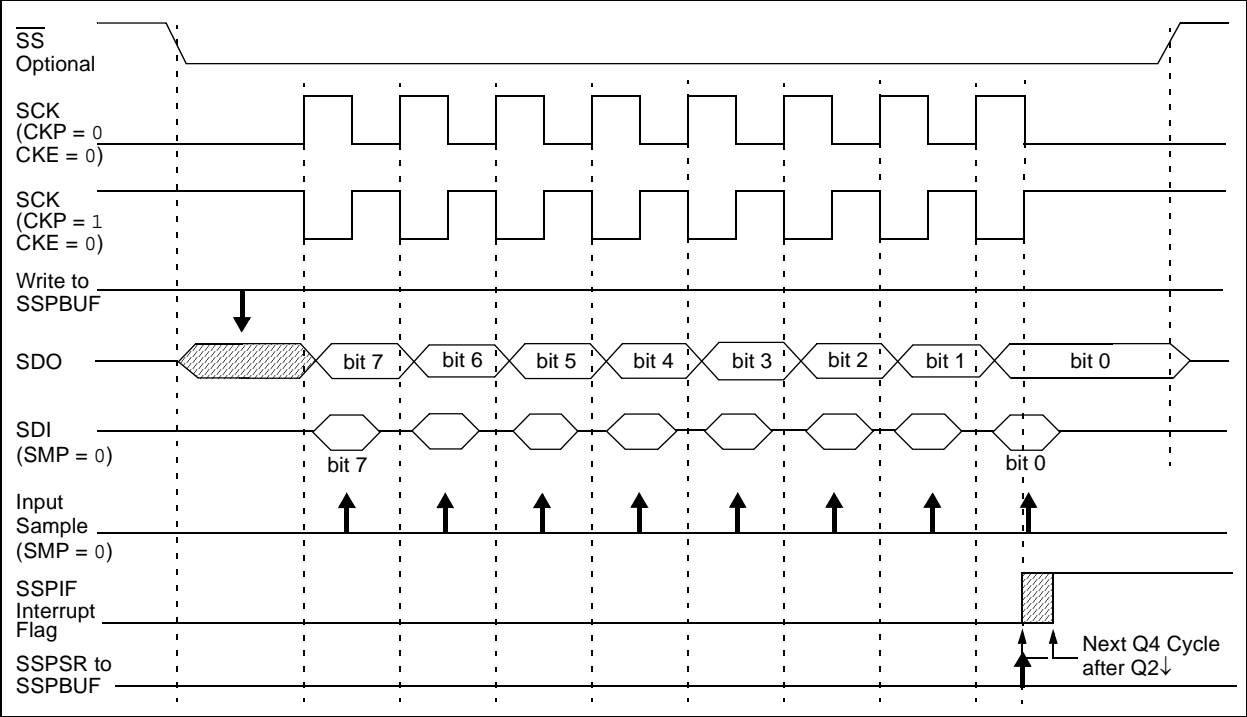 SS
Optional
SCK
(CKP = 0
CKE = 0)
SCK
(CKP = 1
CKE = 0)
Write to
SSPBUF
SDO
bit 7
bit 6
bit 5
bit 4
bit 3
bit 2
bit 1
bit 0
SDI
(SMP = 0)
bit 7
bit 0
Input
Sample
(SMP = 0)
SSPIF
Interrupt
Flag
Next Q4 Cycle
after Q2↓
SSPSR to
SSPBUF